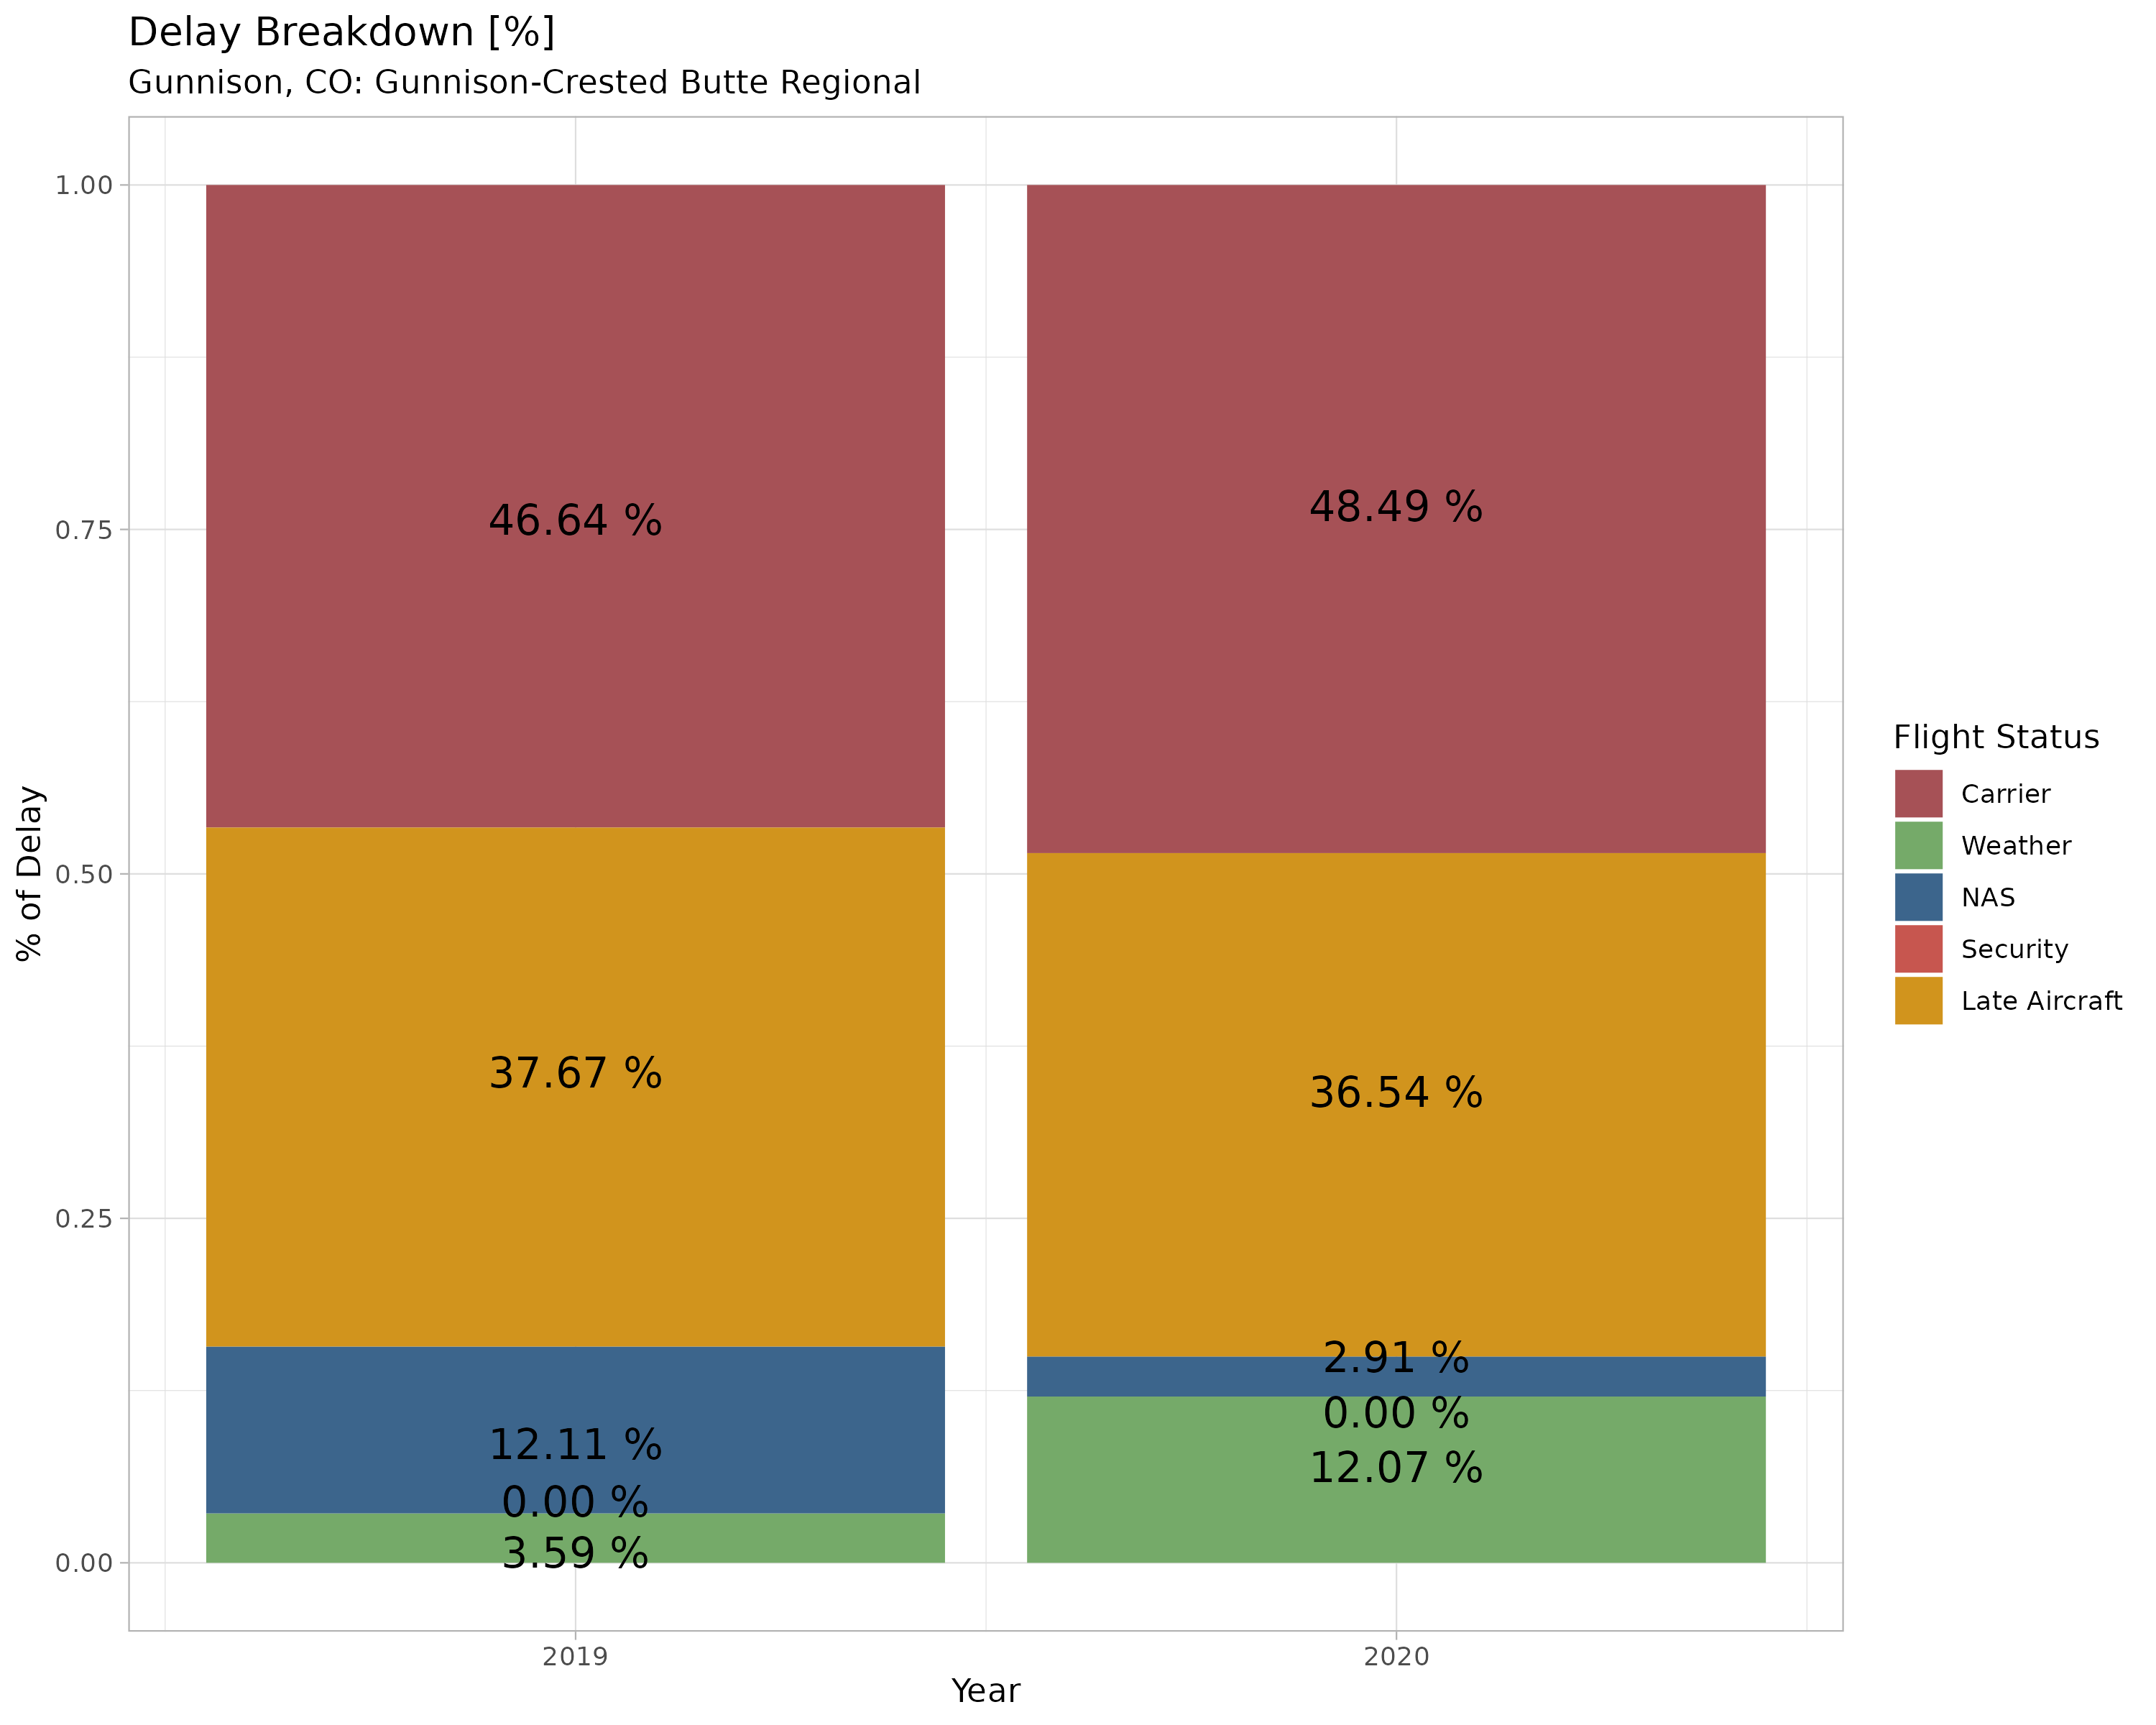 Delay Breakdown [%]
Gunnison, CO: Gunnison-Crested Butte Regional
% of Delay
1.00
0.75
0.50
0.25
0.00
46.64 %
37.67 %
12.11 %
0.00 %
3.59 %
48.49 %
36.54 %
2.91 %
0.00 %
12.07 %
2019
2020
Year
Flight Status
Carrier
Weather
NAS
Security
Late Aircraft